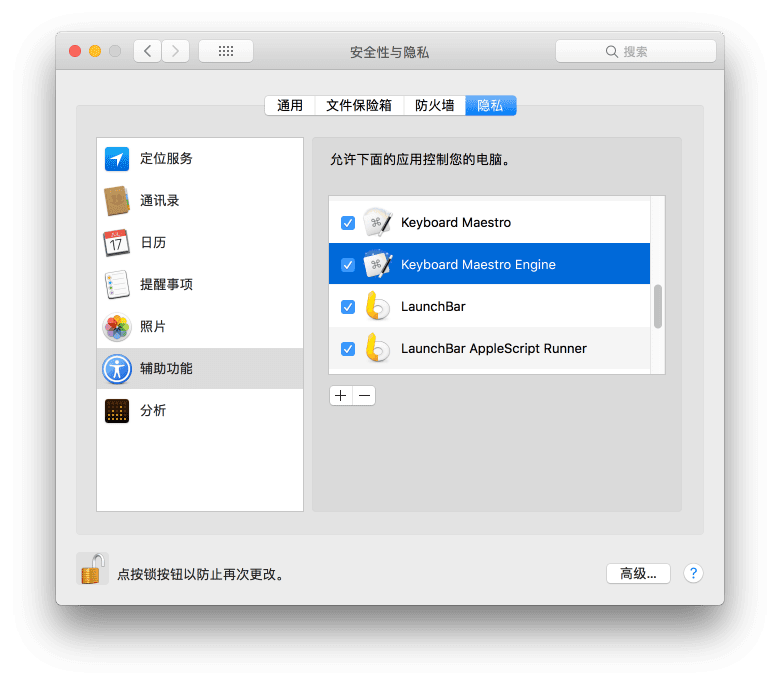 安全性与隐私
搜索
通用
文件保险箱
防火墙
隐私
定位服务
通讯录
JUL
17
日历
提醒事项
照片
辅助功能
分析
允许下面的应用控制您的电脑。
Keyboard Maestro
Keyboard Maestro Engine
LaunchBar
LaunchBar AppleScript Runner
点按锁按钮以防止再次更改。
高级...
?